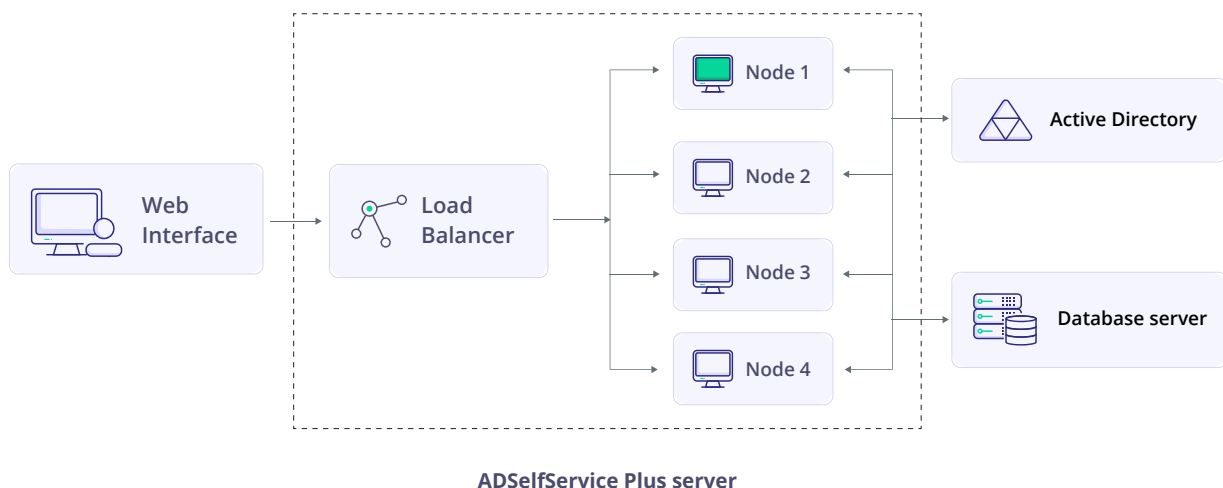 Web
Interface
Load
Balancer
Node 1
Node 2
Node 3
Node 4
Active Directory
Database server
ADSelfService Plus server